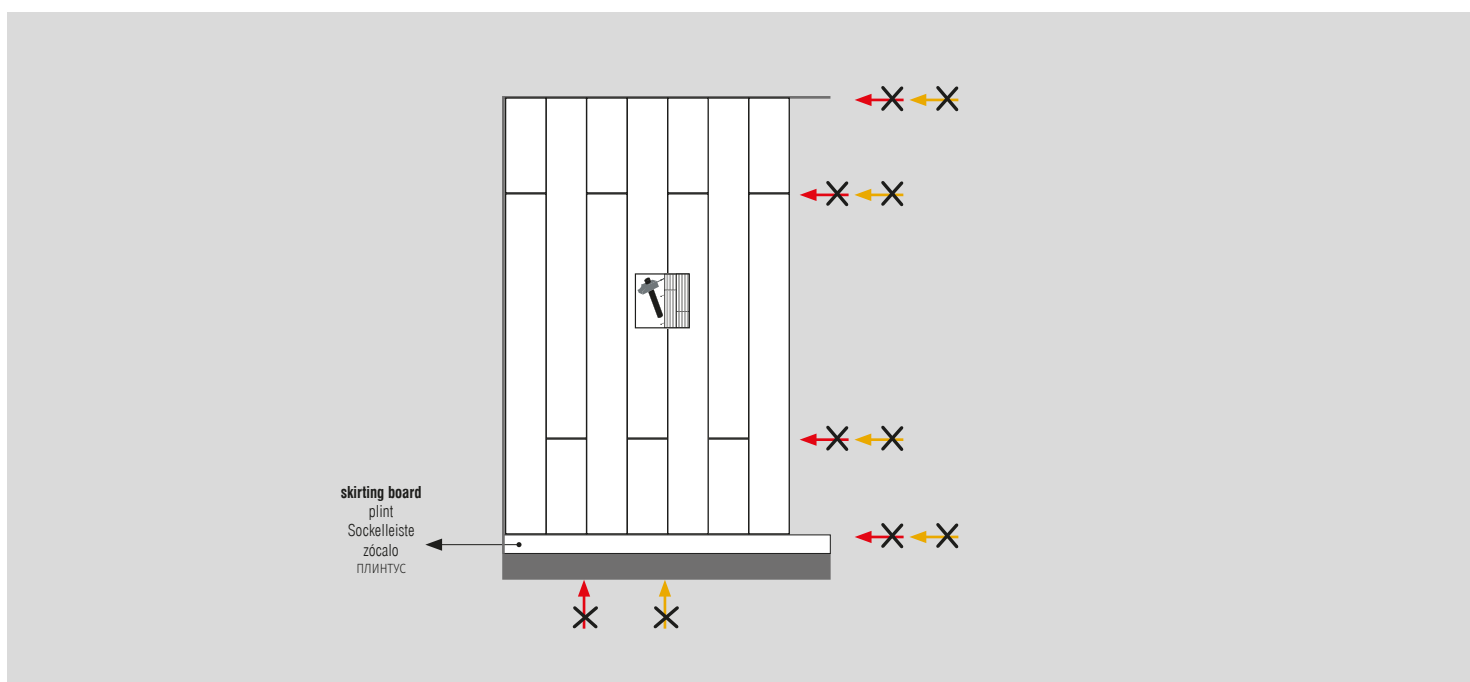 skirting board
plint
Sockelleiste
zócalo
ПЛИНТУС